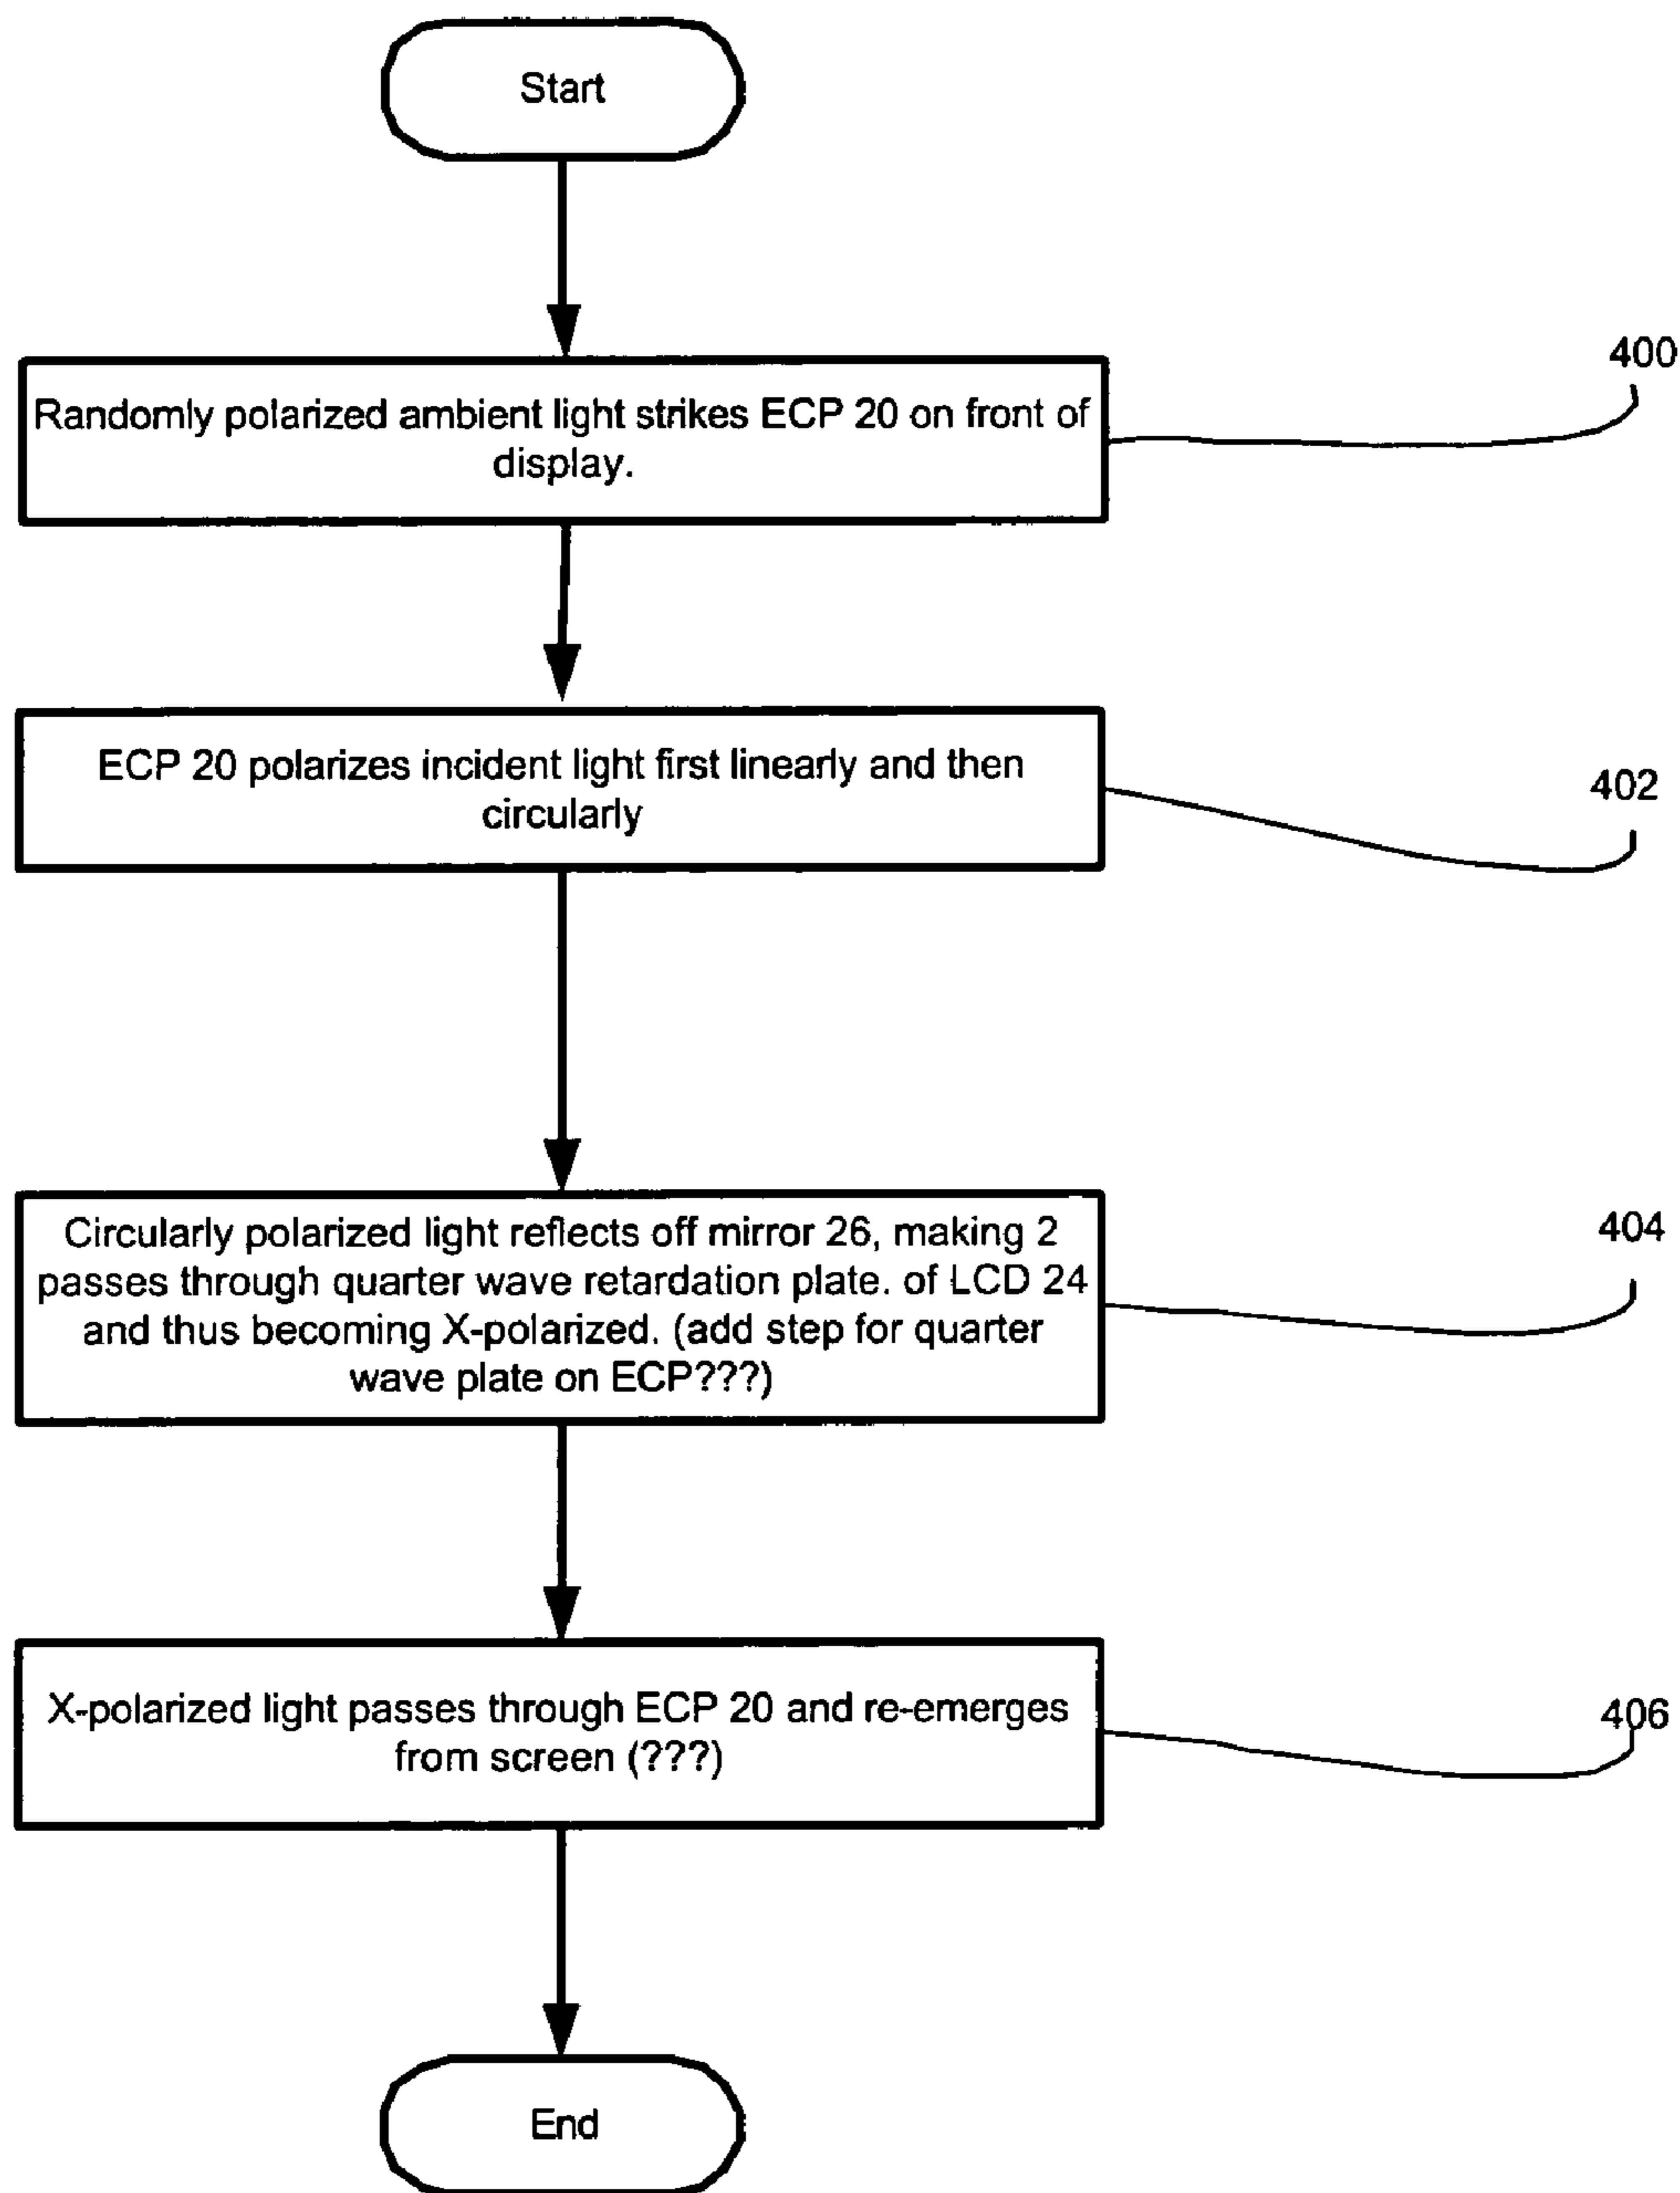 Start
400
Randomly polarized ambient light strikes ECP 20 on front of
display.
402
ECP 20 polarizes incident light first linearly and then
circularly
404
Circularly polarized light reflects off mirror 26, making 2
passes through quarter wave retardation plate. of LCD 24
and thus becoming X-polarized. (add step for quarter
wave plate on ECP???)
406
X-polarized light passes through ECP 20 and re-emerges
from screen (???)
End